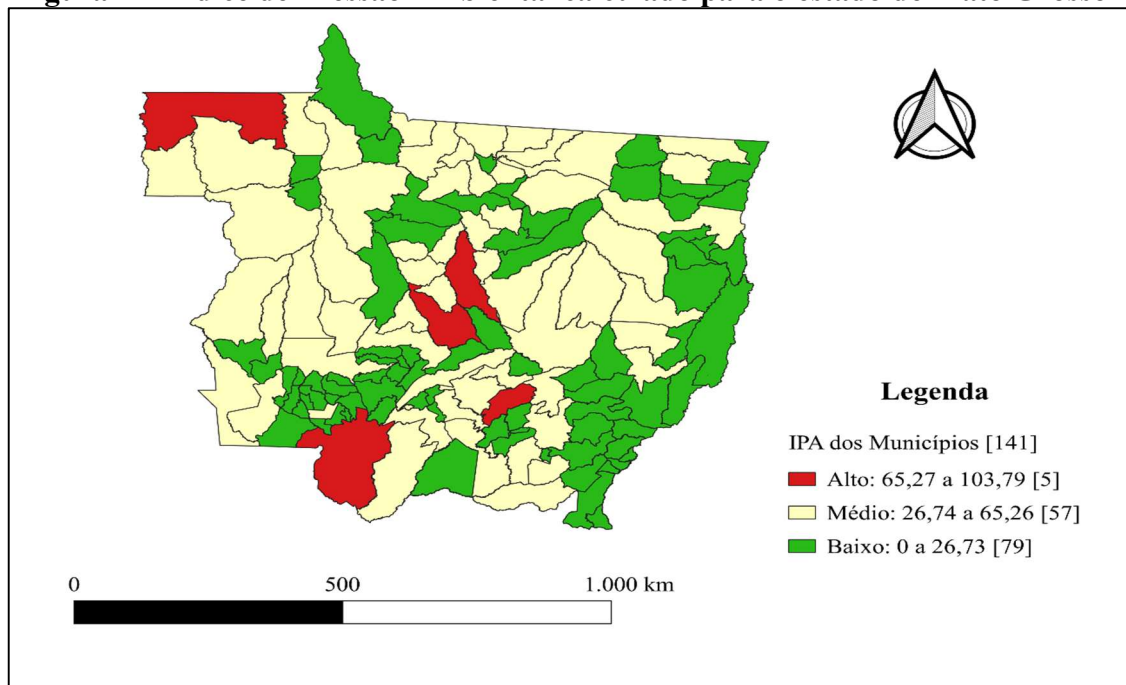 Legenda
IPA dos Municípios [141]
Alto: 65,27 a 103,79 [5]
Médio: 26,74 a 65,26 [57]
Baixo: 0 a 26,73 [79]
0 500 1.000 km